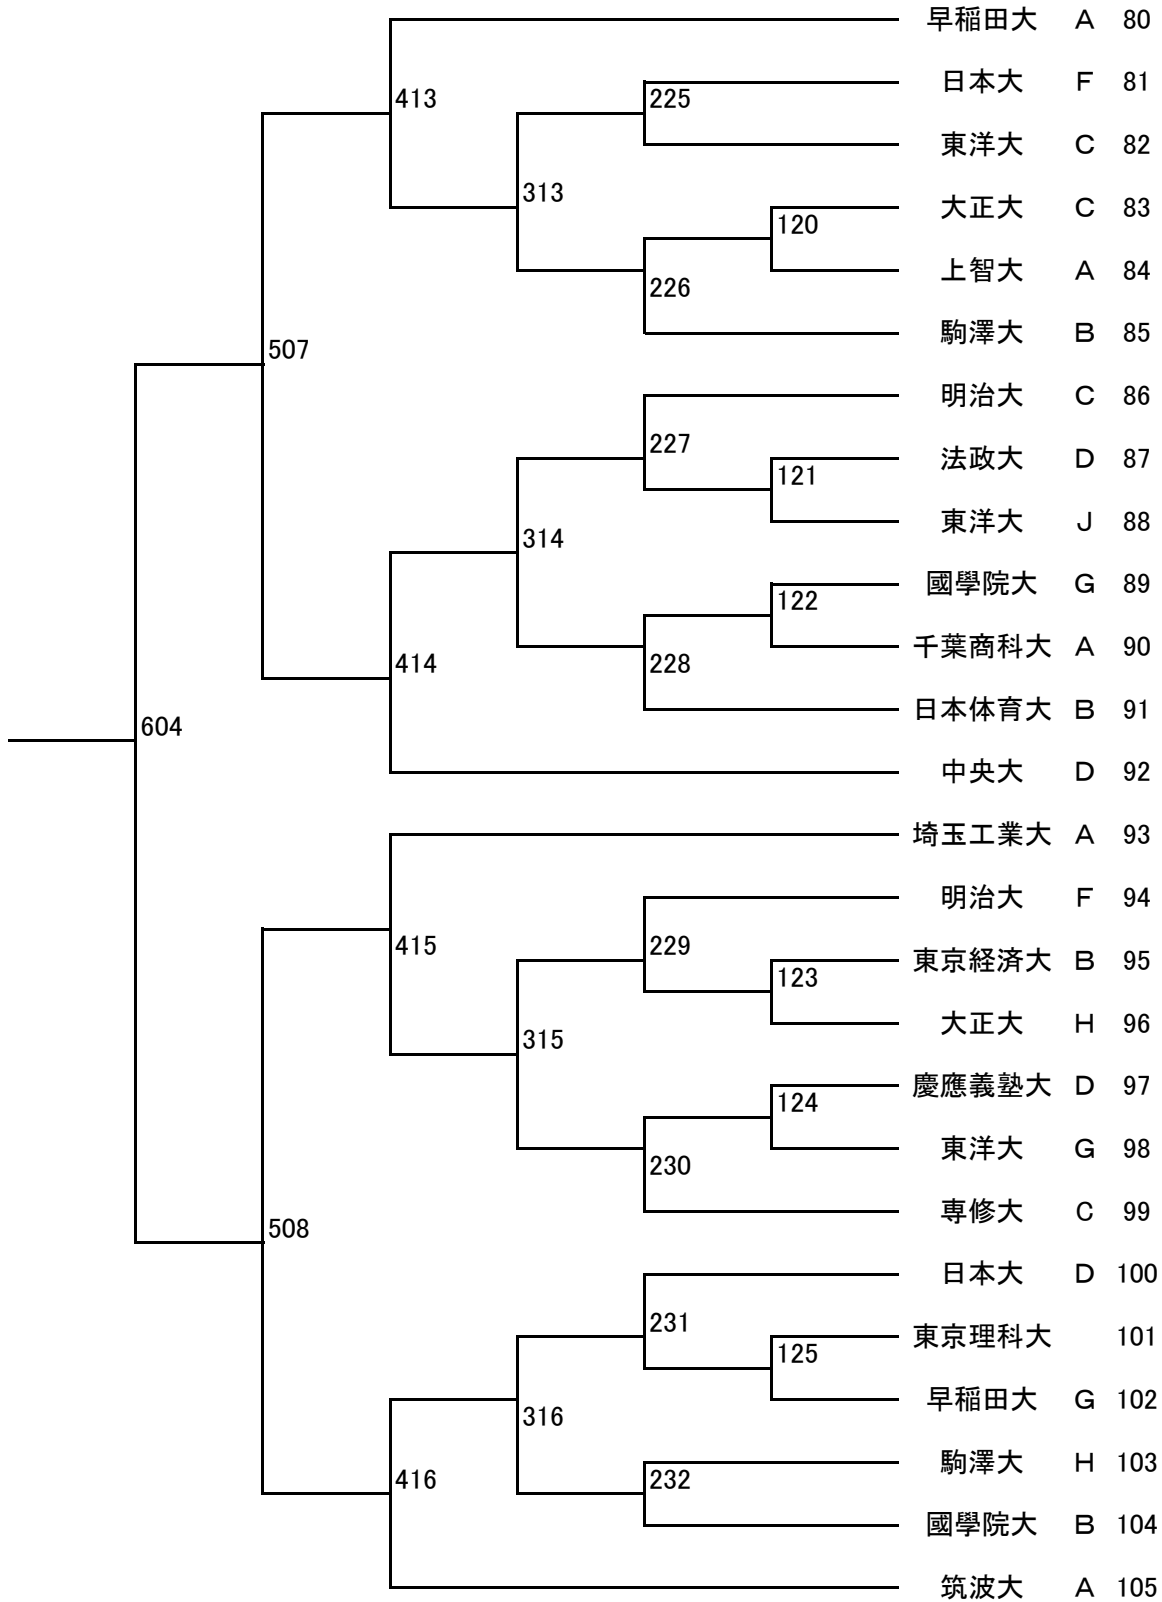 早稲田大 A 80
413
日本大 F 81
225
東洋大 C 82
313
大正大 C 83
120
上智大 A 84
226
駒澤大 B 85
507
明治大 C 86
227
法政大 D 87
121
東洋大 J 88
314
國學院大 G 89
122
千葉商科大 A 90
414
228
日本体育大 B 91
604
中央大 D 92
埼玉工業大 A 93
明治大 F 94
415
229
東京経済大 B 95
123
大正大 H 96
315
慶應義塾大 D 97
124
東洋大 G 98
230
専修大 C 99
508
日本大 D 100
231
東京理科大 101
125
早稲田大 G 102
316
駒澤大 H 103
416
232
國學院大 B 104
筑波大 A 105